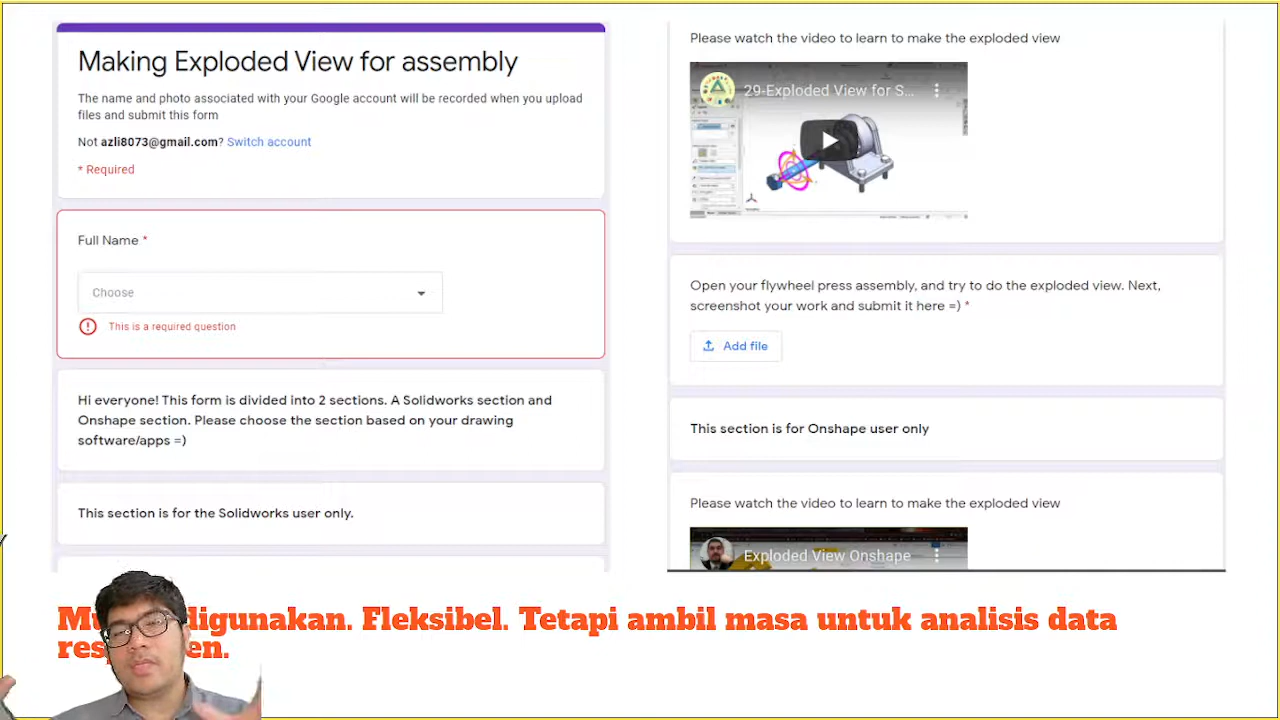 Making Exploded View for assembly
The name and photo associated with your Google account will be recorded when you upload
files and submit this form
Not azli8073@gmail.com? Switch account
* Required
Full Name *
Choose
This is a required question
Hi everyone! This form is divided into 2 sections. A Solidworks section and
Onshape section. Please choose the section based on your drawing
software/apps =)
This section is for the Solidworks user only.
Please watch the video to learn to make the exploded view
29-Exploded View for S...
Open your flywheel press assembly, and try to do the exploded view. Next,
screenshot your work and submit it here =) *
Add file
This section is for Onshape user only
Please watch the video to learn to make the exploded view
Exploded View Onshape
digunakan. Fleksibel. Tetapi ambil masa untuk analisis data